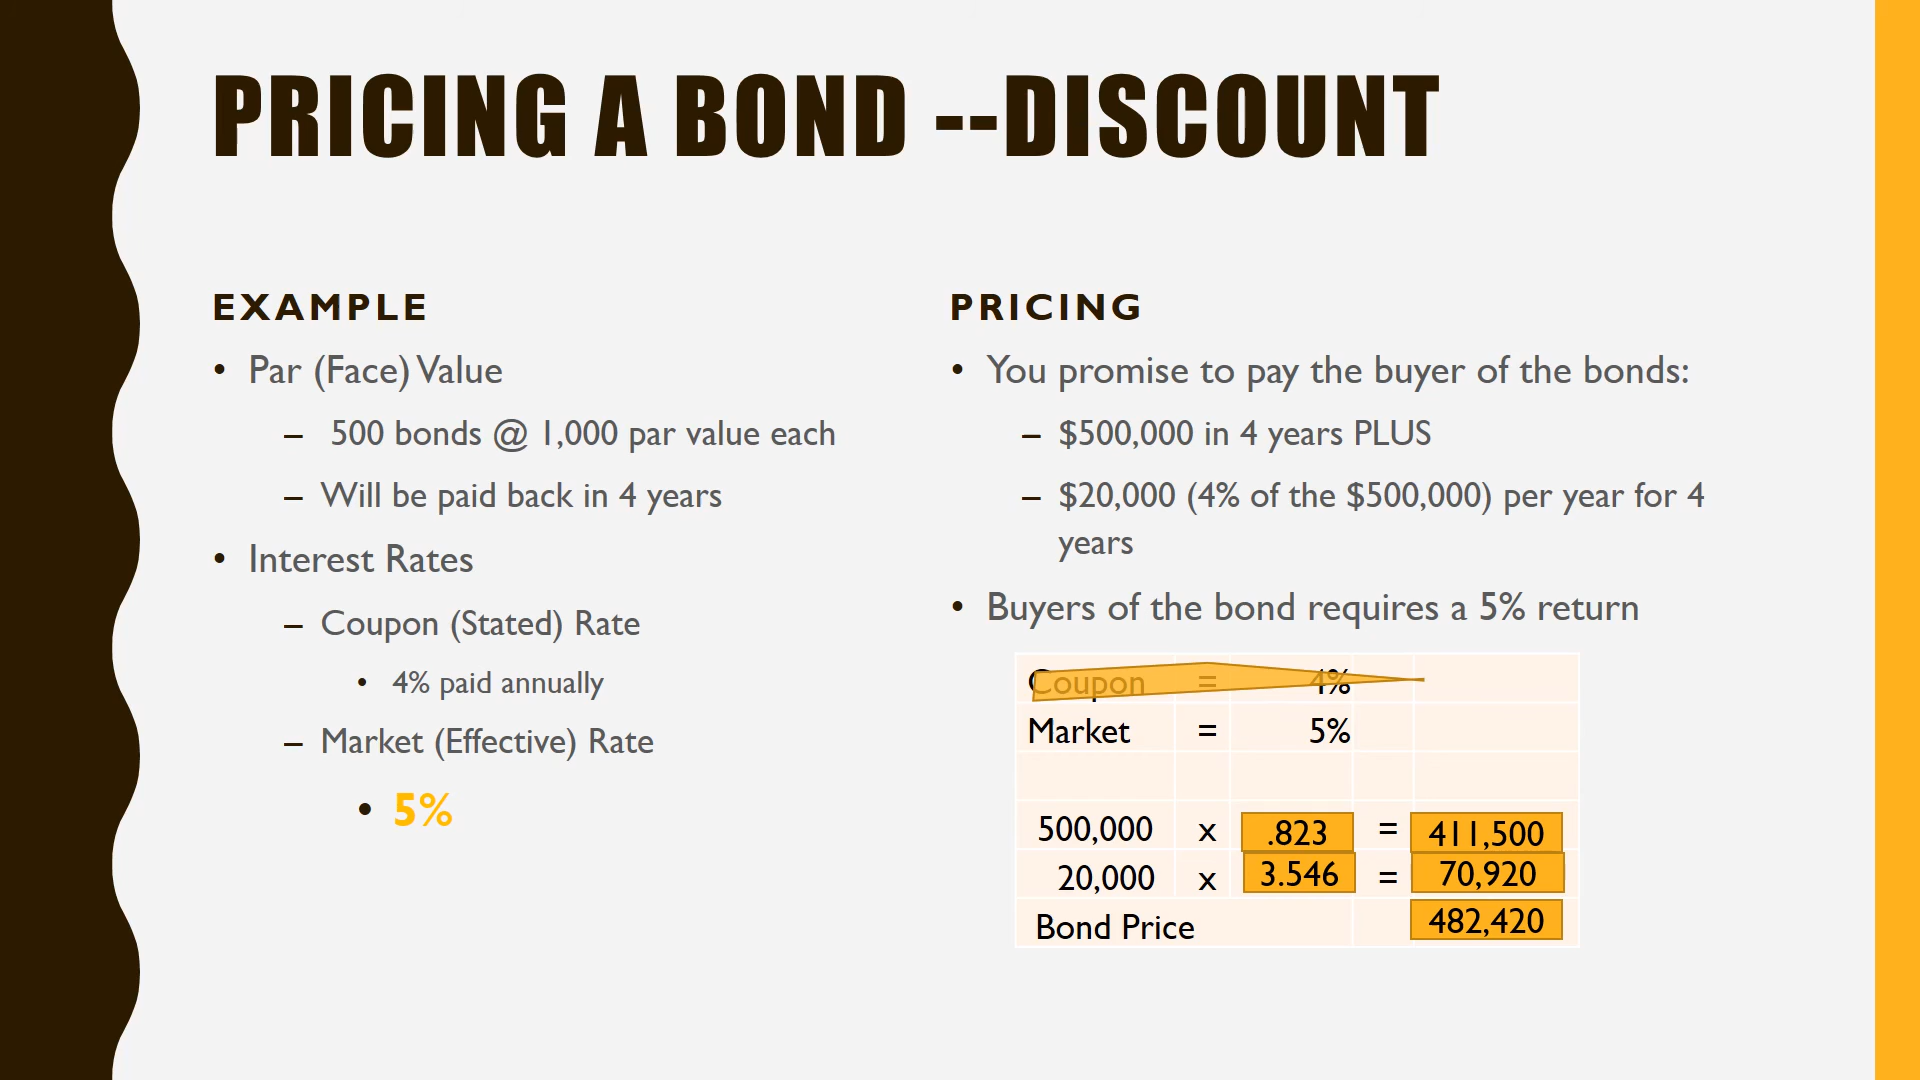 PRICING A BOND --DISCOUNT
EXAMPLE
• Par (Face) Value
– 500 bonds @ 1,000 par value each
– Will be paid back in 4 years
• Interest Rates
– Coupon (Stated) Rate
• 4% paid annually
– Market (Effective) Rate
• 5%
PRICING
• You promise to pay the buyer of the bonds:
– $500,000 in 4 years PLUS
– $20,000 (4% of the $500,000) per year for 4
years
• Buyers of the bond requires a 5% return
Coupon = 4%
Market = 5%
500,000 x .823 = 411,500
20,000 x 3.546 = 70,920
Bond Price 482,420